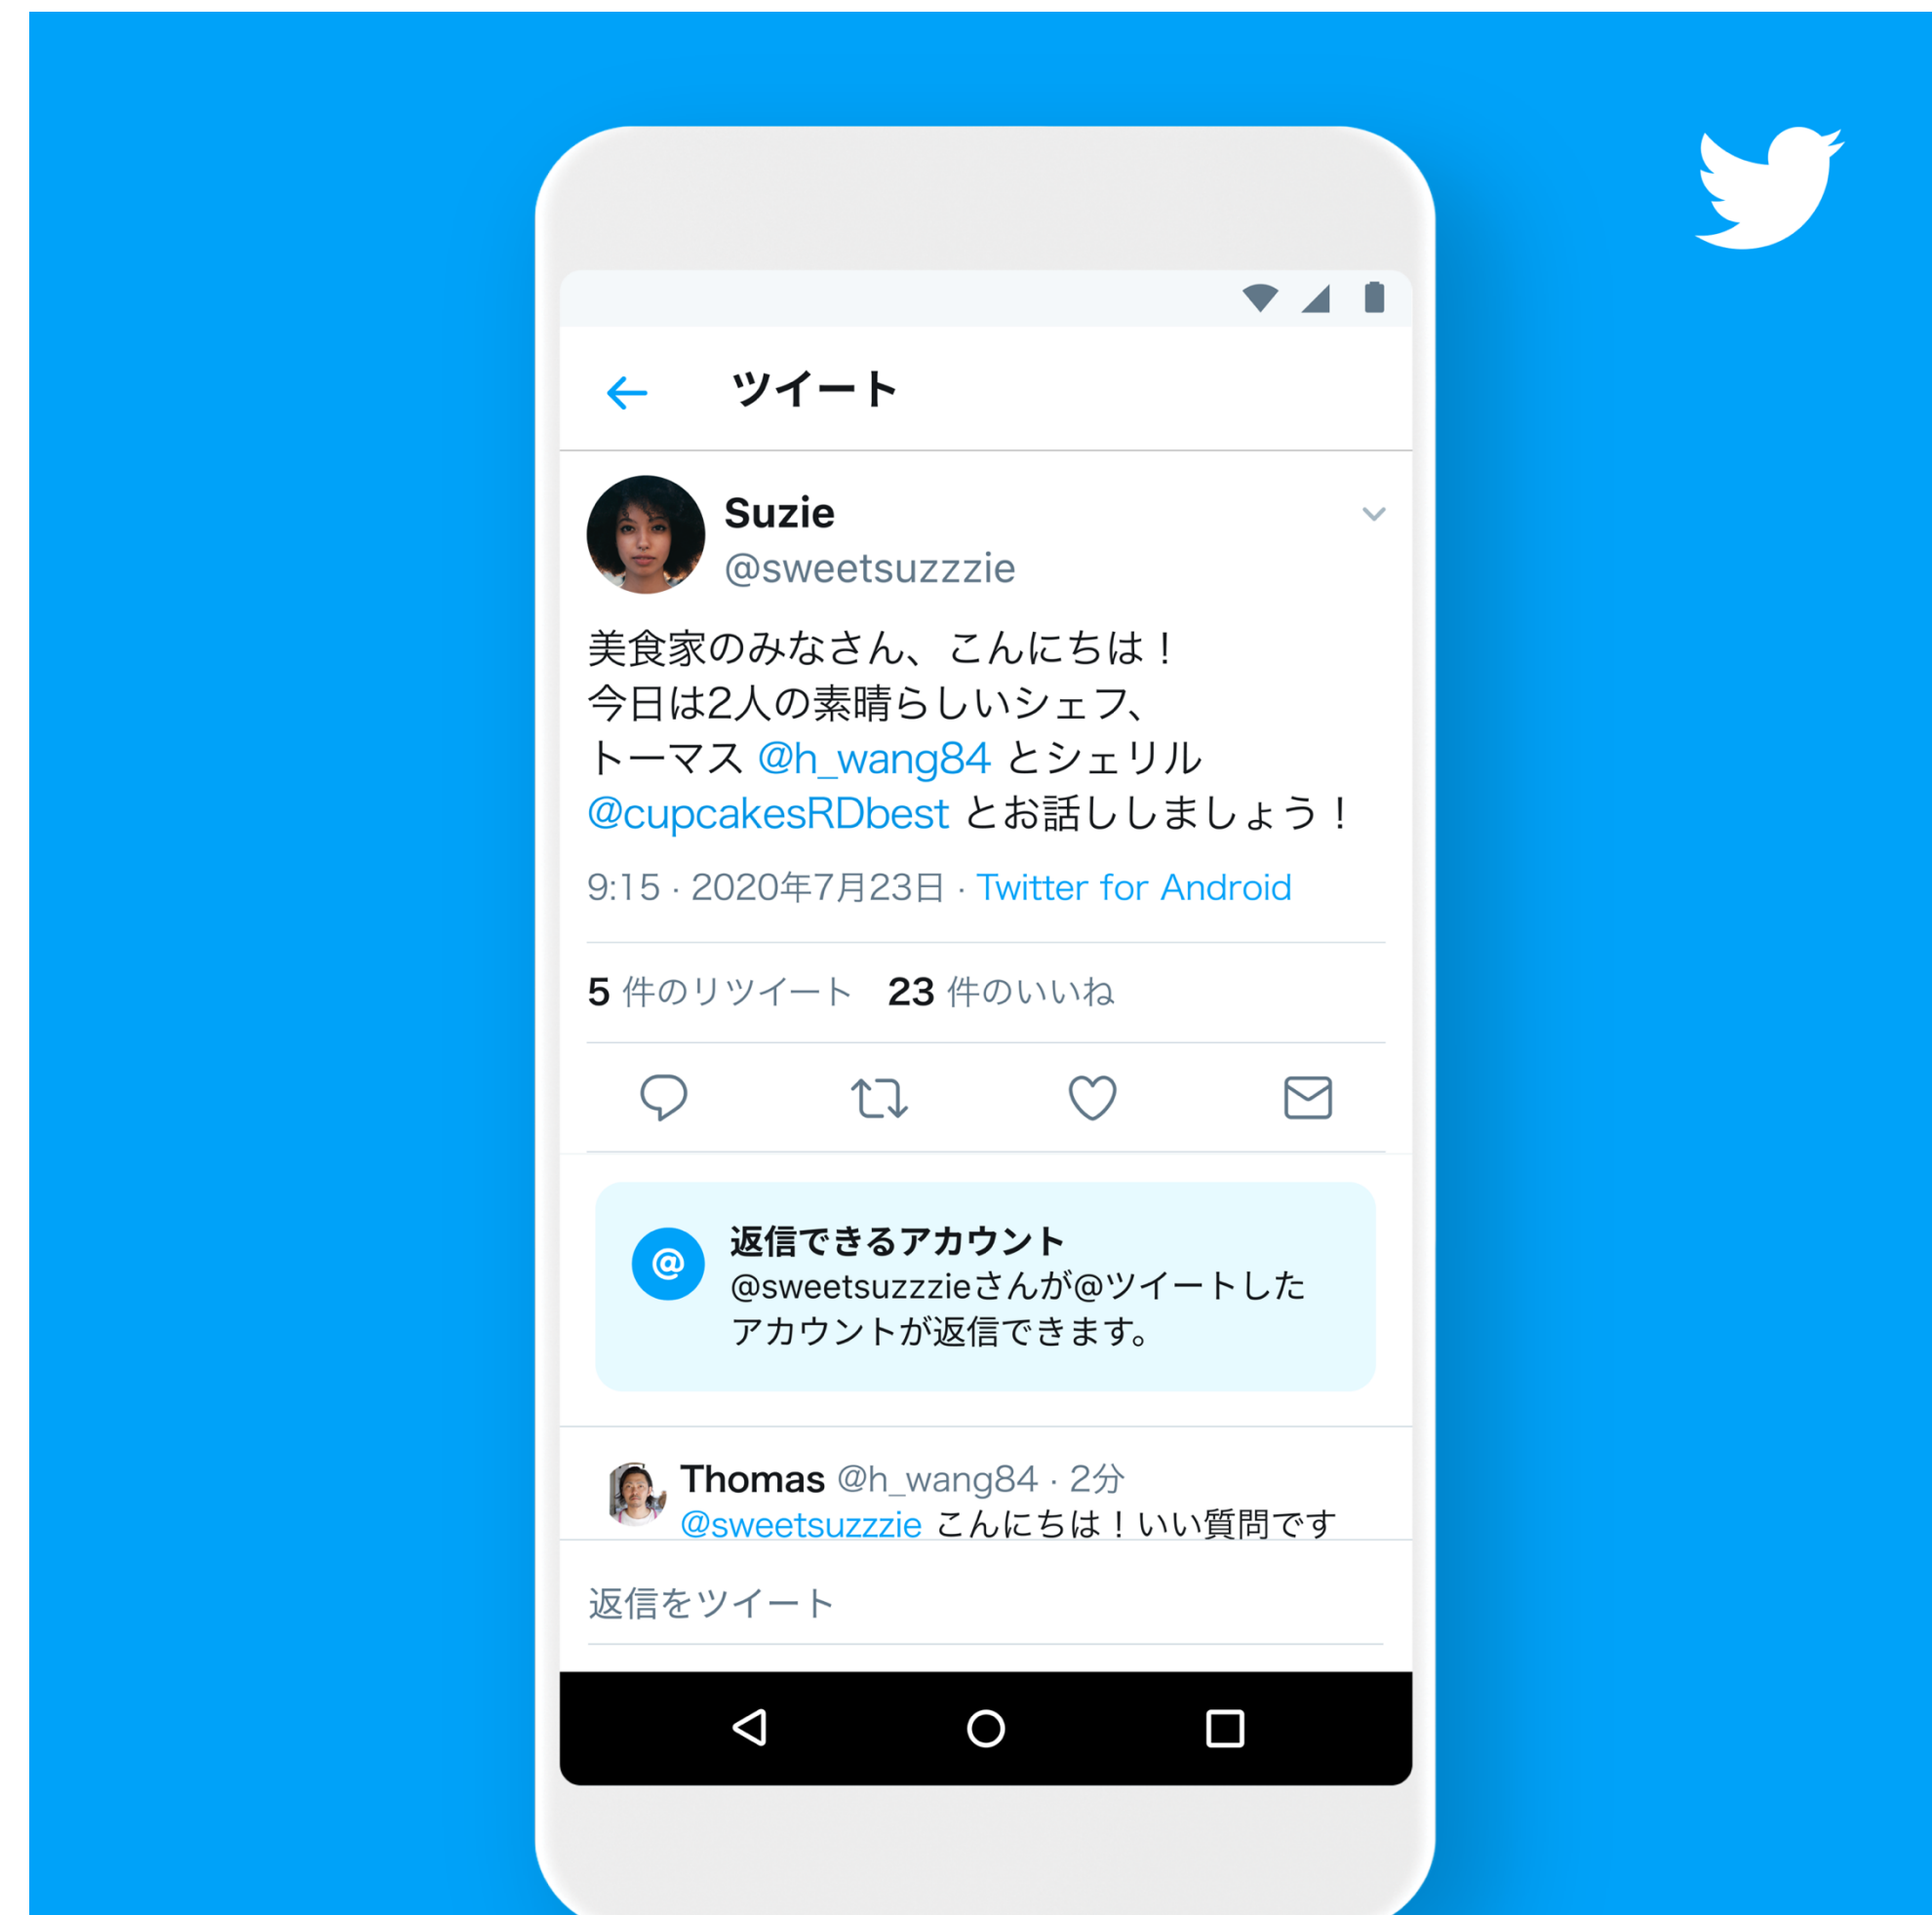 ツイート
Suzie
@sweetsuzzzie
美食家のみなさん、こんにちは！
今日は2人の素晴らしいシェフ、
トーマス @h_wang84 とシェリル
@cupcakesRDbest とお話ししましょう！
9:15 · 2020年7月23日 · Twitter for Android
5 件のリツイート 23 件のいいね
@
返信できるアカウント
@sweetsuzzzieさんが@ツイートした
アカウントが返信できます。
Thomas @h_wang84 · 2分
@sweetsuzzzie こんにちは！いい質問です
返信をツイート